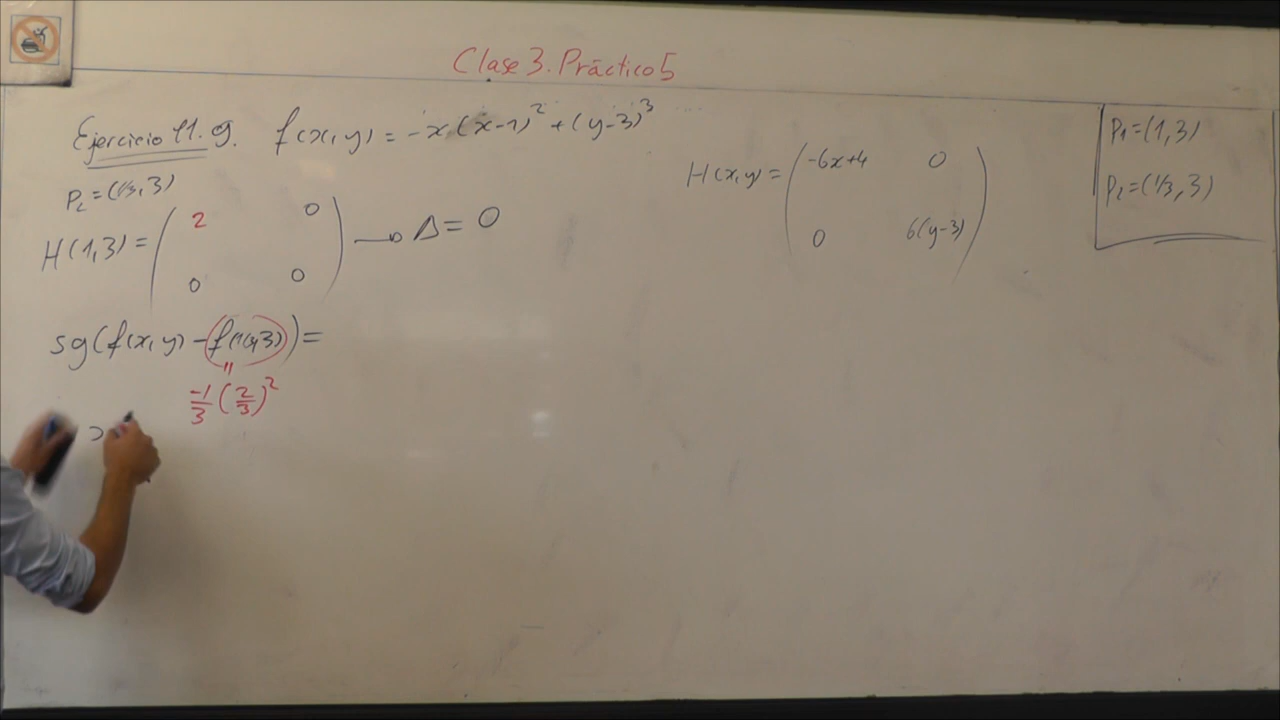 Clase 3. Práctico 5
Ejercicio 11.g. f(x,y) = -x(x-1)^2 + (y-3)^3
P2 = (1/3, 3)
H(1,3) = ( 2 0 ; 0 0 ) → Δ = 0
sg(f(x,y) - f(1/3,3)) =
"
-1/3 (2/3)^2
H(x,y) = ( -6x+4 0 ; 0 6(y-3) )
P1 = (1,3)
P2 = (1/3, 3)